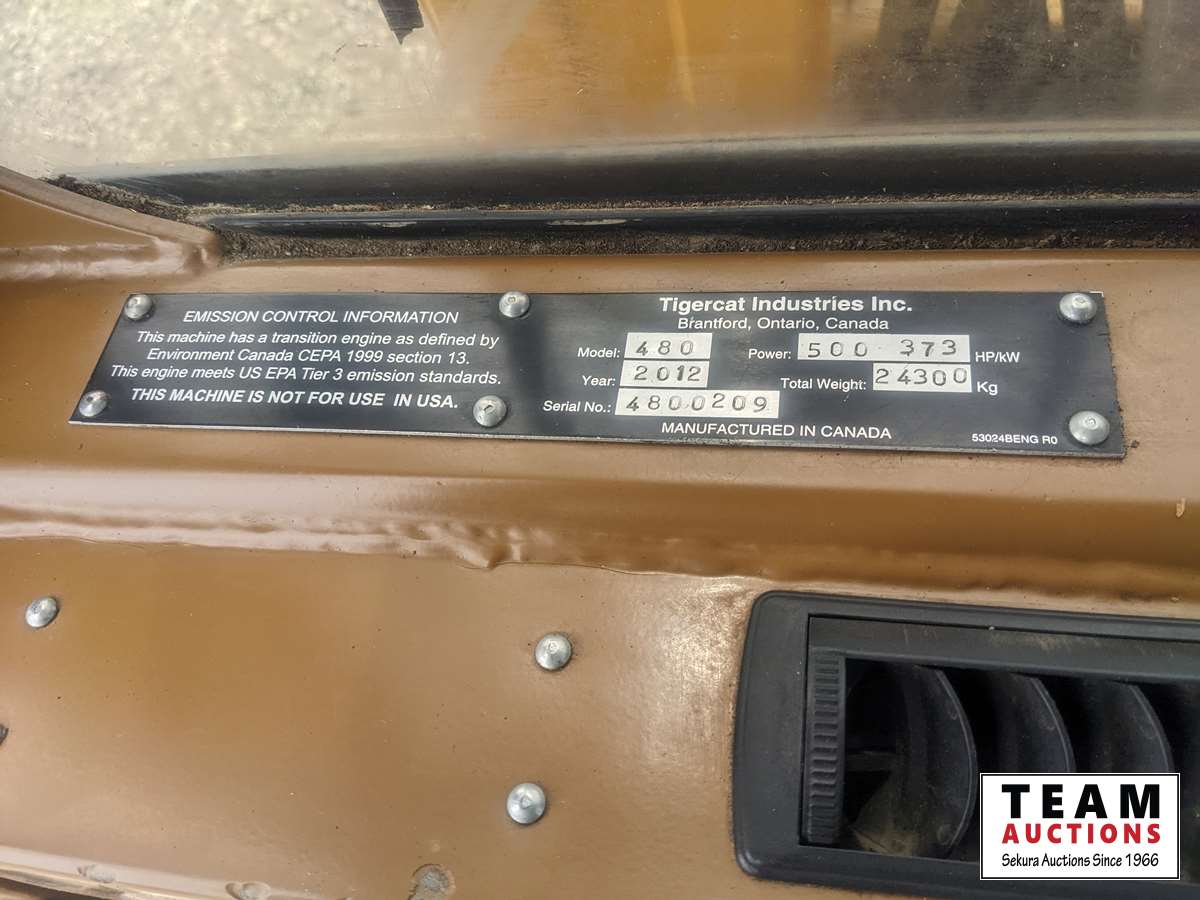 EMISSION CONTROL INFORMATION
This machine has a transition engine as defined by
Environment Canada CEPA 1999 section 13.
This engine meets US EPA Tier 3 emission standards.
THIS MACHINE IS NOT FOR USE IN USA.
Tigercat Industries Inc.
Brantford, Ontario, Canada
Model: 480 Power: 500 373 HP/kW
Year: 2012 Total Weight: 24300 Kg
Serial No.: 4800209
MANUFACTURED IN CANADA
53024BENG R0
TEAM
AUCTIONS
Sekura Auctions Since 1966